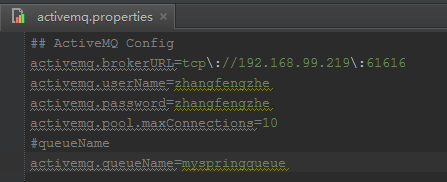 activemq.properties ×
## ActiveMQ Config
activemq.brokerURL=tcp\://192.168.99.219\:61616
activemq.userName=zhangfengzhe
activemq.password=zhangfengzhe
activemq.pool.maxConnections=10
#queueName
activemq.queueName=myspringqueue